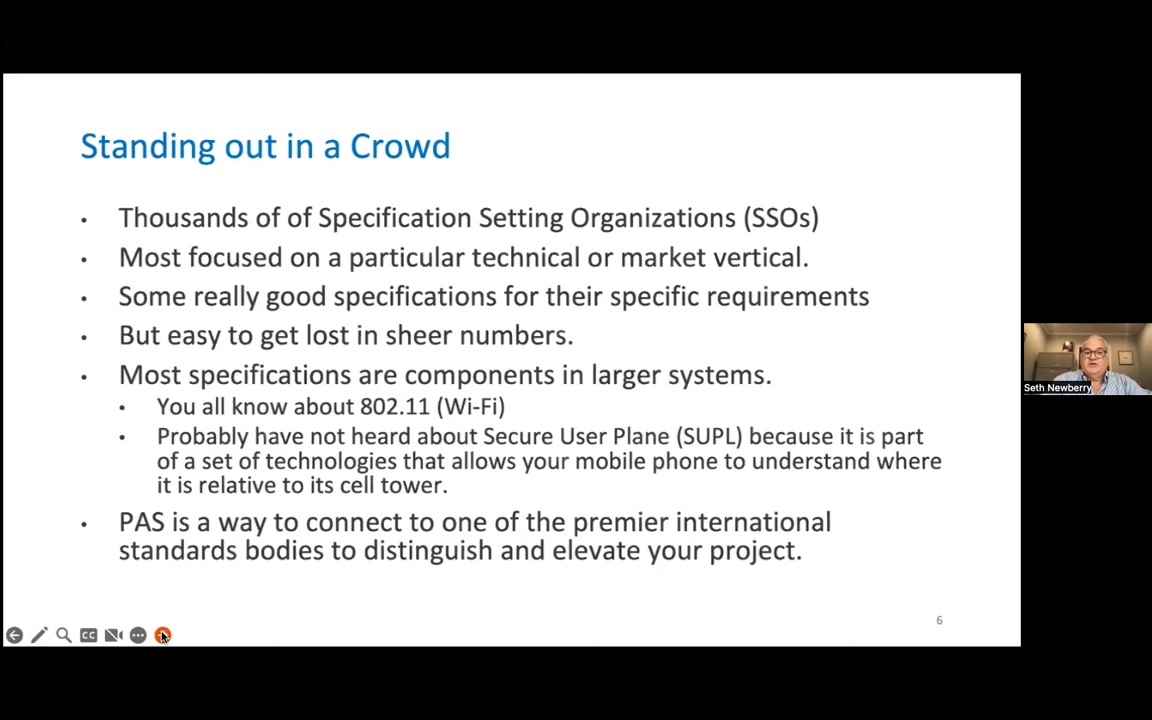 Standing out in a Crowd
• Thousands of of Specification Setting Organizations (SSOs)
• Most focused on a particular technical or market vertical.
• Some really good specifications for their specific requirements
• But easy to get lost in sheer numbers.
• Most specifications are components in larger systems.
• You all know about 802.11 (Wi-Fi)
• Probably have not heard about Secure User Plane (SUPL) because it is part
of a set of technologies that allows your mobile phone to understand where
it is relative to its cell tower.
• PAS is a way to connect to one of the premier international
standards bodies to distinguish and elevate your project.
6
CC
Seth Newberry